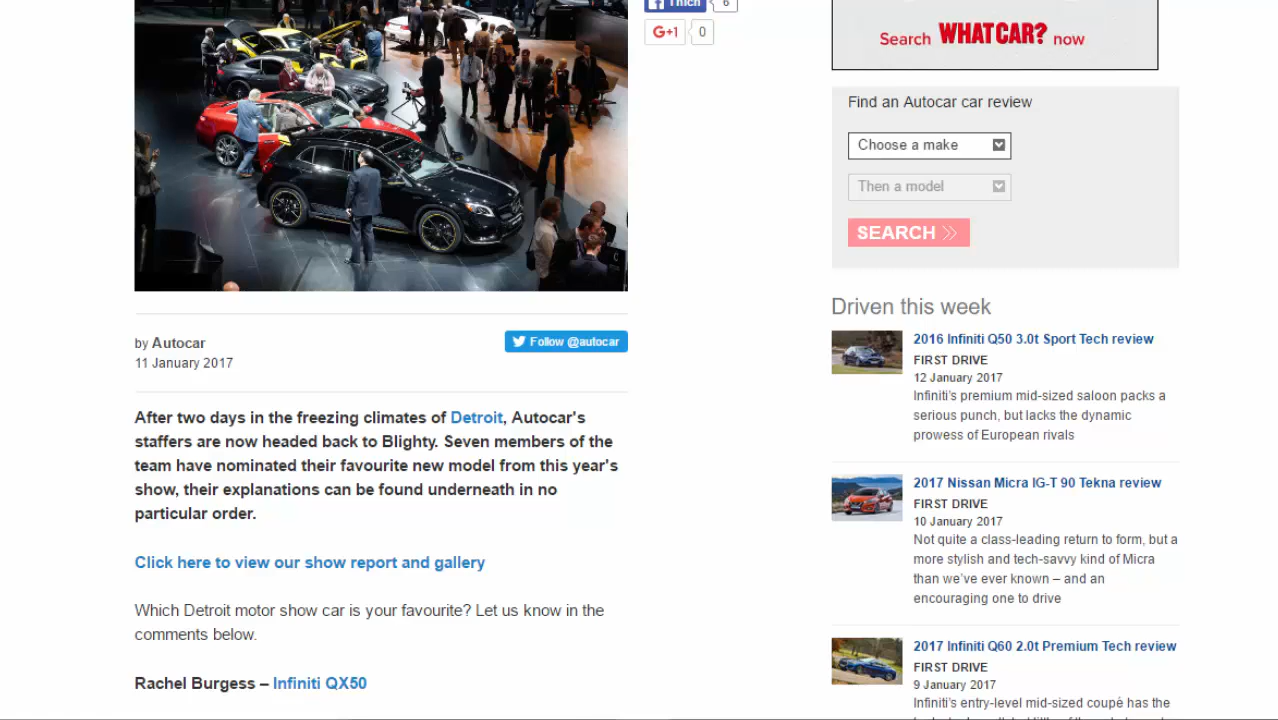 Thích
6
G+1
0
Search WHATCAR? now
Find an Autocar car review
Choose a make
Then a model
SEARCH
by Autocar
11 January 2017
Follow @autocar
After two days in the freezing climates of Detroit, Autocar's
staffers are now headed back to Blighty. Seven members of the
team have nominated their favourite new model from this year's
show, their explanations can be found underneath in no
particular order.
Click here to view our show report and gallery
Which Detroit motor show car is your favourite? Let us know in the
comments below.
Rachel Burgess – Infiniti QX50
Driven this week
2016 Infiniti Q50 3.0t Sport Tech review
FIRST DRIVE
12 January 2017
Infiniti's premium mid-sized saloon packs a
serious punch, but lacks the dynamic
prowess of European rivals
2017 Nissan Micra IG-T 90 Tekna review
FIRST DRIVE
10 January 2017
Not quite a class-leading return to form, but a
more stylish and tech-savvy kind of Micra
than we've ever known – and an
encouraging one to drive
2017 Infiniti Q60 2.0t Premium Tech review
FIRST DRIVE
9 January 2017
Infiniti's entry-level mid-sized coupé has the